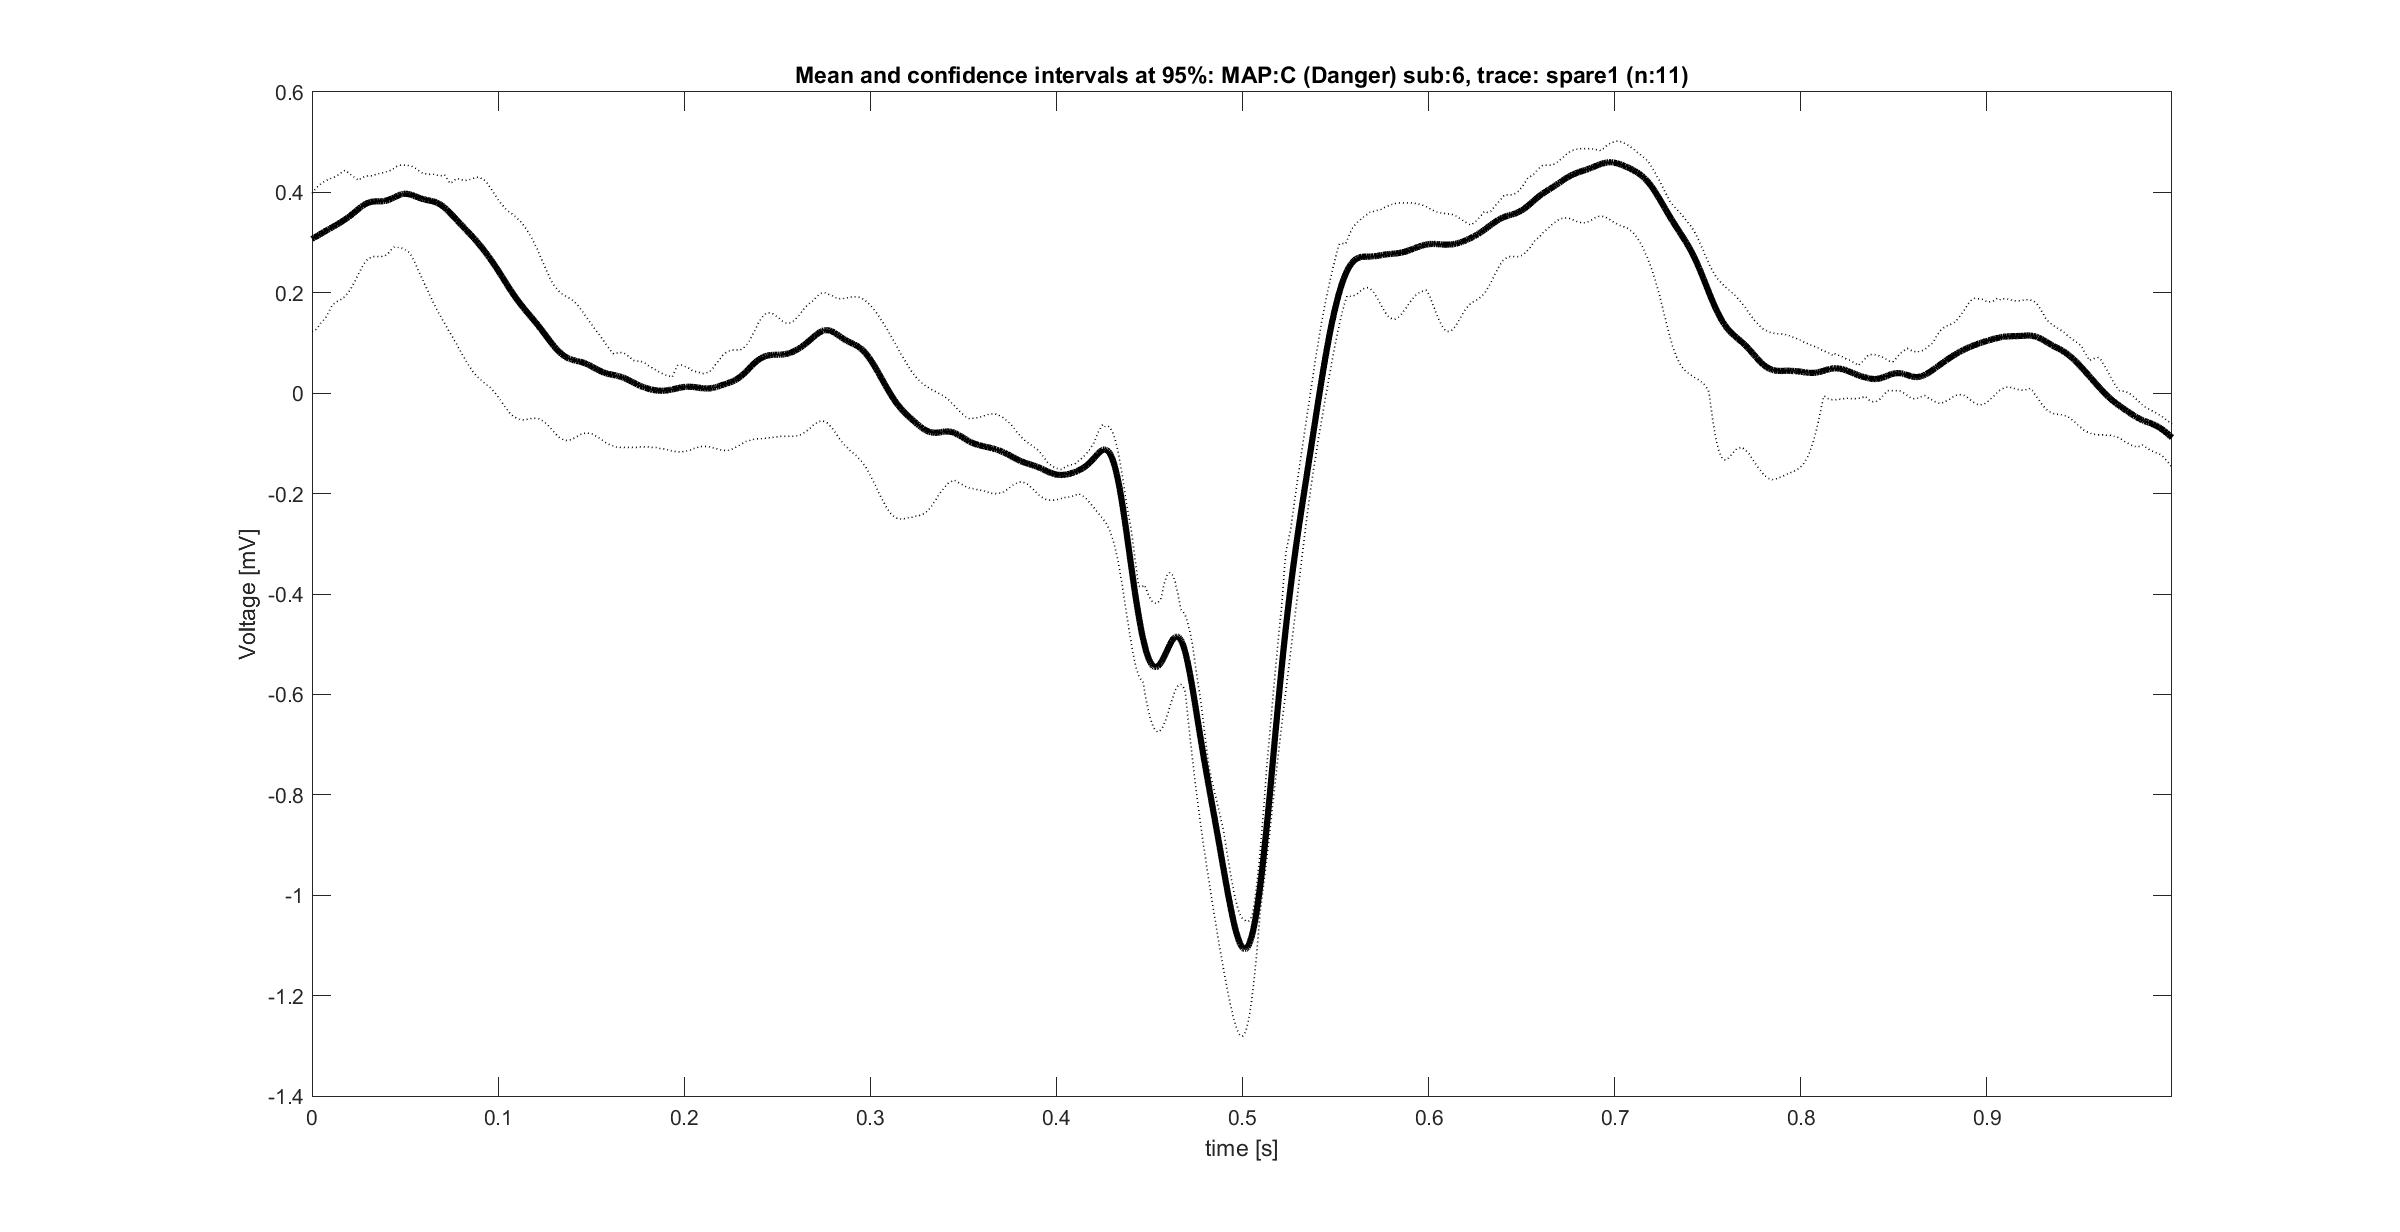 Mean and confidence intervals at 95%: MAP:C (Danger) sub:6, trace: spare1 (n:11)
0.6
0.4
0.2
0
-0.2
-0.4
-0.6
-0.8
-1
-1.2
-1.4
Voltage [mV]
0 0.1 0.2 0.3 0.4 0.5 0.6 0.7 0.8 0.9
time [s]